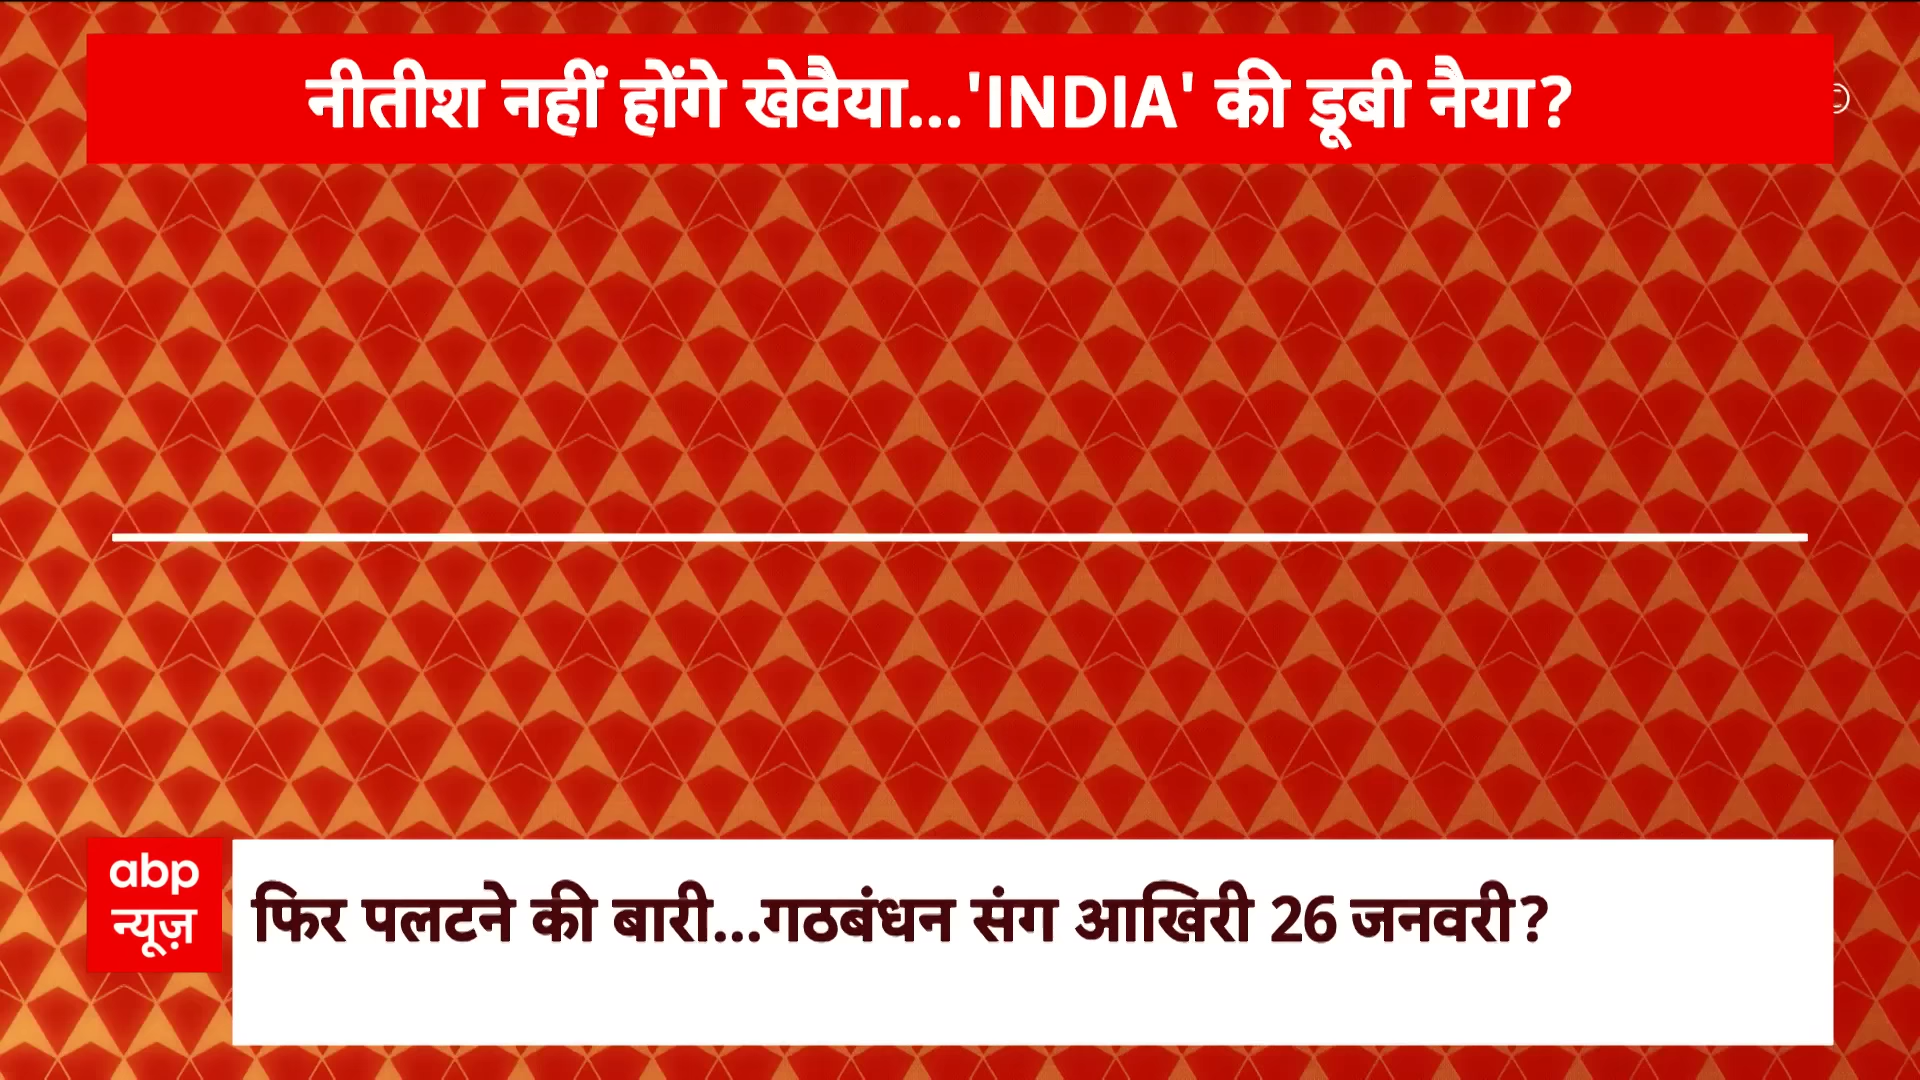 नीतीश नहीं होंगे खेवैया...'INDIA' की डूबी नैया?
abp
न्यूज़
फिर पलटने की बारी...गठबंधन संग आखिरी 26 जनवरी?